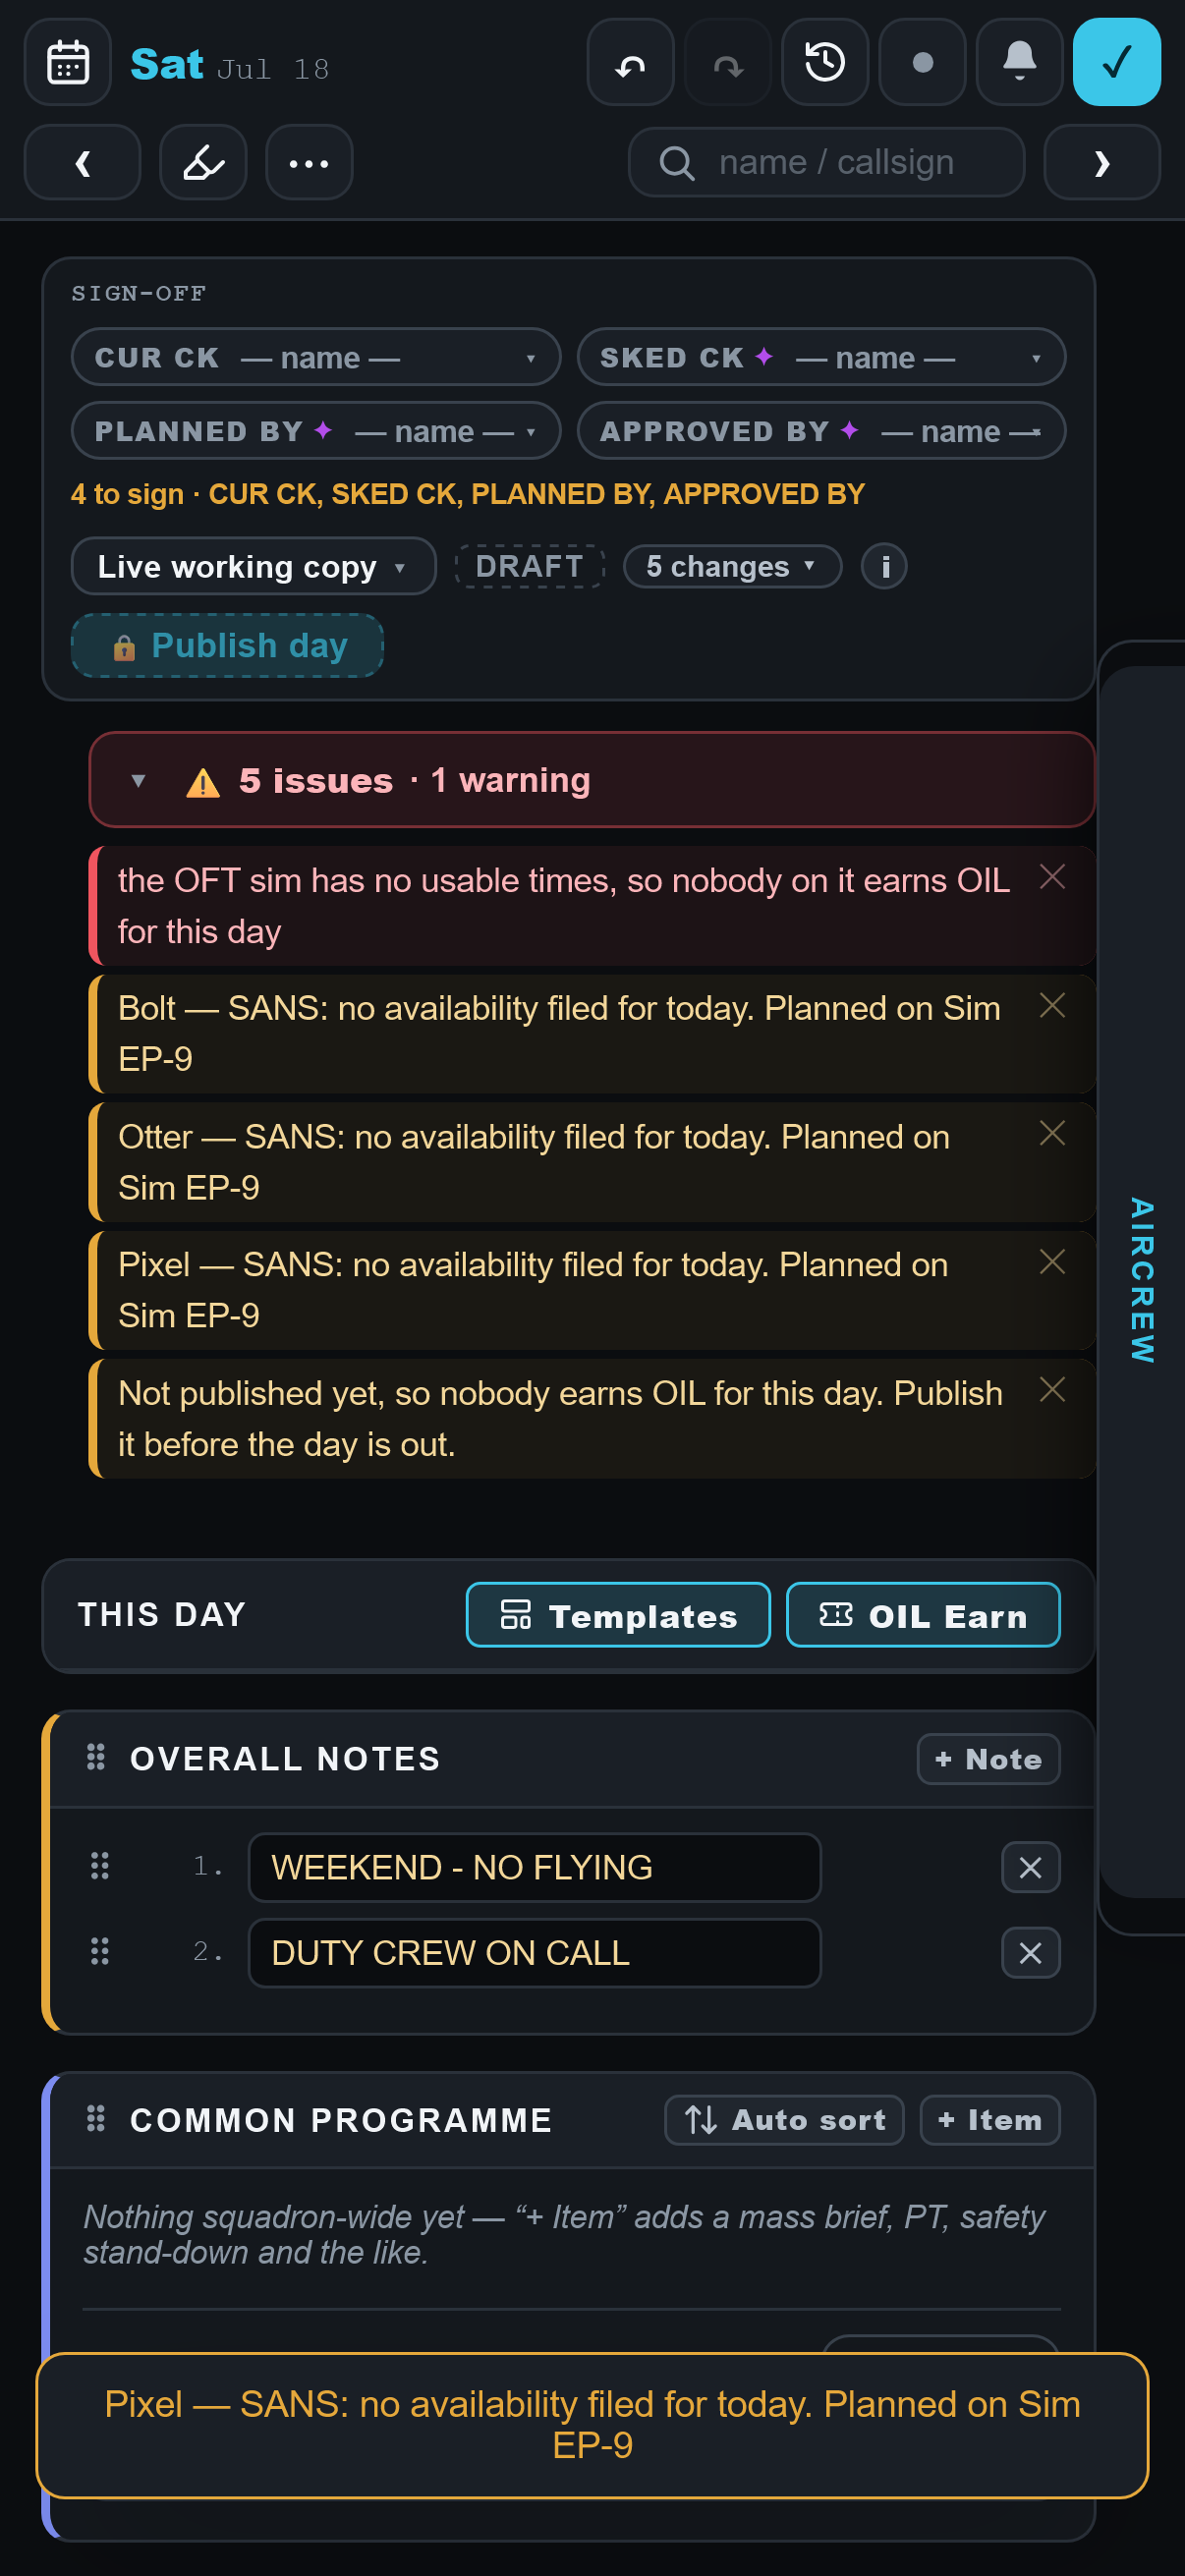 Sat Jul 18
name / callsign
SIGN-OFF
CUR CK — name —
SKED CK — name —
PLANNED BY — name —
APPROVED BY — name —
4 to sign · CUR CK, SKED CK, PLANNED BY, APPROVED BY
Live working copy
DRAFT
5 changes
i
Publish day
5 issues · 1 warning
the OFT sim has no usable times, so nobody on it earns OIL
for this day
Bolt — SANS: no availability filed for today. Planned on Sim
EP-9
Otter — SANS: no availability filed for today. Planned on
Sim EP-9
Pixel — SANS: no availability filed for today. Planned on
Sim EP-9
Not published yet, so nobody earns OIL for this day. Publish
it before the day is out.
AIRCREW
THIS DAY
Templates
OIL Earn
OVERALL NOTES
+ Note
1. WEEKEND - NO FLYING
2. DUTY CREW ON CALL
COMMON PROGRAMME
Auto sort
+ Item
Nothing squadron-wide yet — “+ Item” adds a mass brief, PT, safety
stand-down and the like.
Pixel — SANS: no availability filed for today. Planned on Sim
EP-9